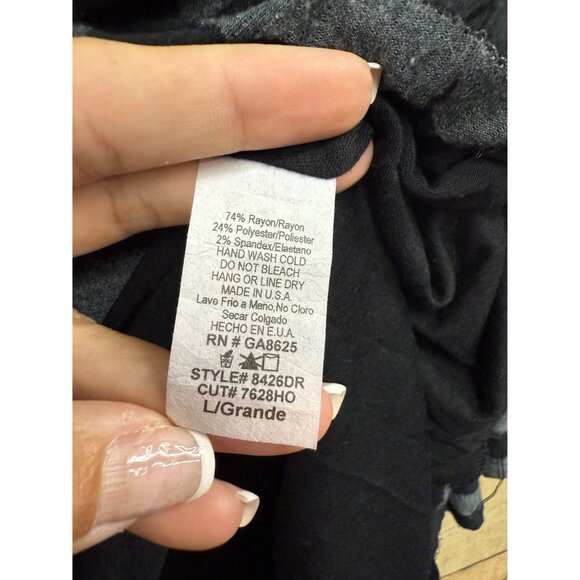 74% Rayon/Rayon
24% Polyester/Poliester
2% Spandex/Elastano
HAND WASH COLD
DO NOT BLEACH
HANG OR LINE DRY
MADE IN U.S.A.
Lave Frio a Mano,No Cloro
Secar Colgado
HECHO EN E.U.A.
RN # GA8625
STYLE# 8426DR
CUT# 7628HO
L/Grande